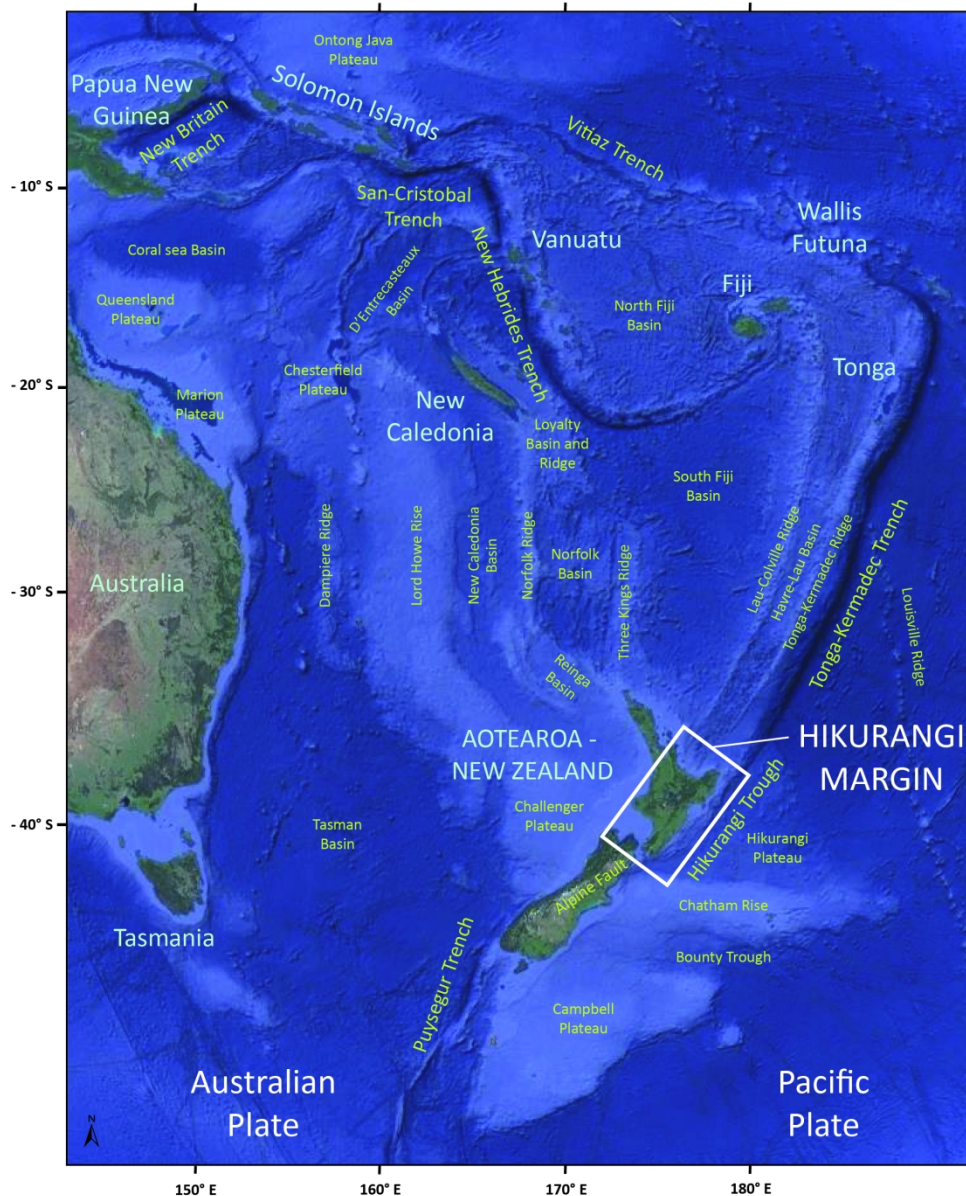 Ontong Java
Plateau
Papua New
Guinea
Solomon Islands
New Britain
Trench
Vitiaz Trench
- 10° S
San-Cristobal
Trench
Wallis
Futuna
Vanuatu
Coral sea Basin
New Hebrides Trench
D'Entrecasteaux
Basin
Fiji
Queensland
Plateau
North Fiji
Basin
Tonga
- 20° S
Chesterfield
Plateau
Marion
Plateau
New
Caledonia
Loyalty
Basin and
Ridge
South Fiji
Basin
Dampiere Ridge
Lord Howe Rise
New Caledonia
Basin
Norfolk Ridge
Norfolk
Basin
Three Kings Ridge
Lau-Colville Ridge
Havre-Lau Basin
Tonga-Kermadec Ridge
Tonga-Kermadec Trench
Louisville Ridge
Australia
- 30° S
Reinga
Basin
AOTEAROA -
NEW ZEALAND
HIKURANGI
MARGIN
Challenger
Plateau
Hikurangi Trough
- 40° S
Tasman
Basin
Hikurangi
Plateau
Alpine Fault
Chatham Rise
Tasmania
Bounty Trough
Puysegur Trench
Campbell
Plateau
Australian
Plate
Pacific
Plate
N
150° E
160° E
170° E
180° E